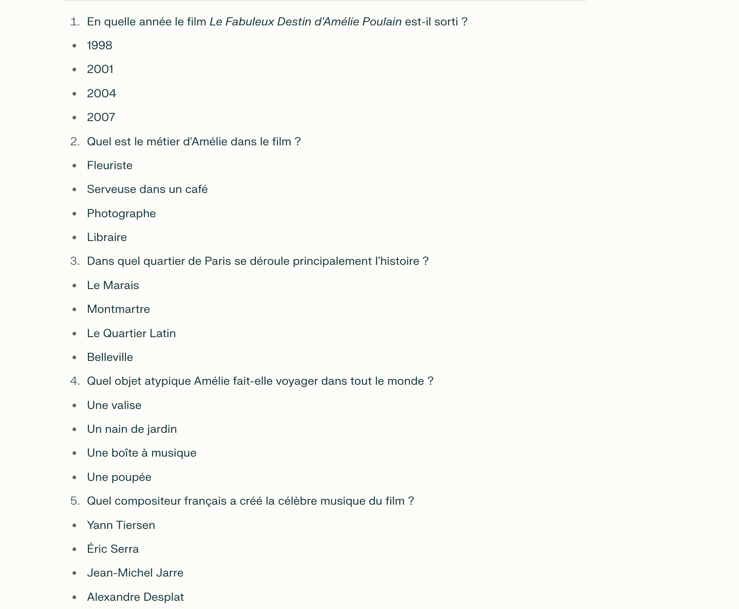 1. En quelle année le film Le Fabuleux Destin d'Amélie Poulain est-il sorti ?
• 1998
• 2001
• 2004
• 2007
2. Quel est le métier d'Amélie dans le film ?
• Fleuriste
• Serveuse dans un café
• Photographe
• Libraire
3. Dans quel quartier de Paris se déroule principalement l'histoire ?
• Le Marais
• Montmartre
• Le Quartier Latin
• Belleville
4. Quel objet atypique Amélie fait-elle voyager dans tout le monde ?
• Une valise
• Un nain de jardin
• Une boîte à musique
• Une poupée
5. Quel compositeur français a créé la célèbre musique du film ?
• Yann Tiersen
• Éric Serra
• Jean-Michel Jarre
• Alexandre Desplat